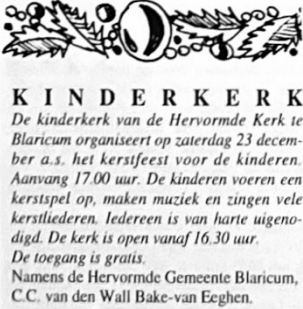 KINDERKERK
De kinderkerk van de Hervormde Kerk te
Blaricum organiseert op zaterdag 23 decem-
ber a.s. het kerstfeest voor de kinderen.
Aanvang 17.00 uur. De kinderen voeren een
kerstspel op, maken muziek en zingen vele
kerstliederen. Iedereen is van harte uigeno-
digd. De kerk is open vanaf 16.30 uur.
De toegang is gratis.
Namens de Hervormde Gemeente Blaricum,
C.C. van den Wall Bake-van Eeghen.